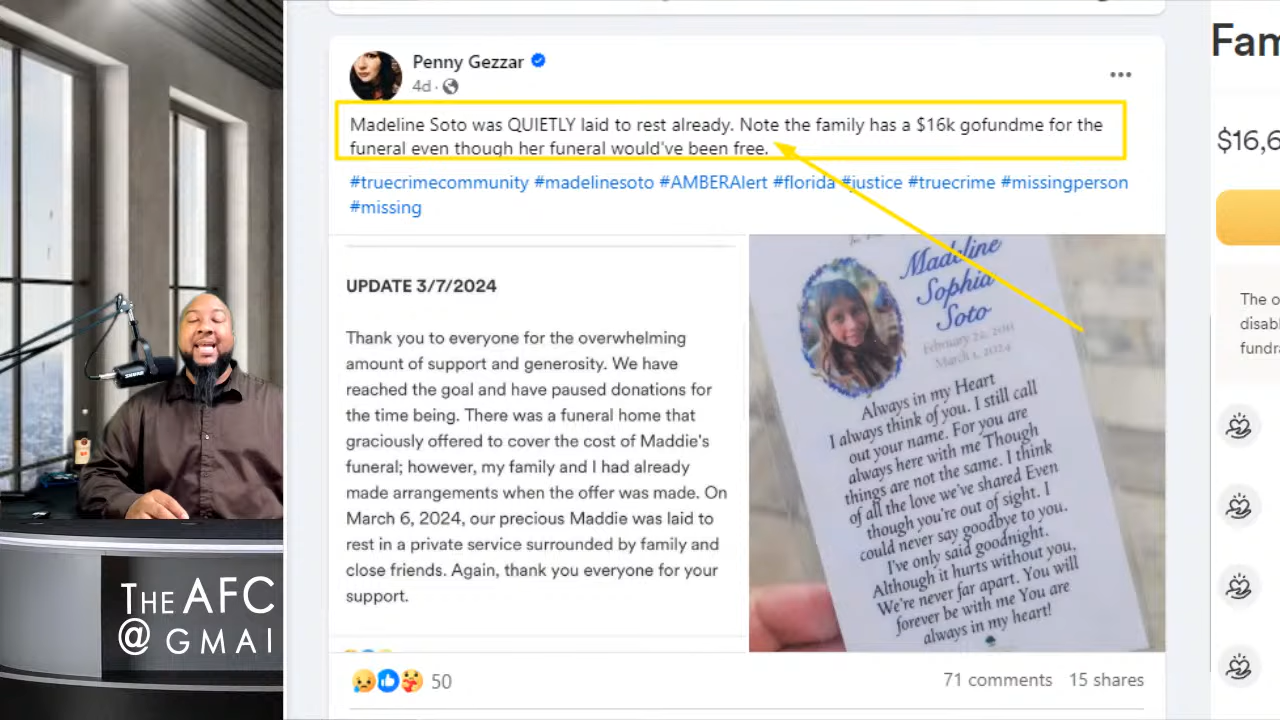 Penny Gezzar
4d
Madeline Soto was QUIETLY laid to rest already. Note the family has a $16k gofundme for the
funeral even though her funeral would've been free.
#truecrimecommunity #madelinesoto #AMBERAlert #florida #justice #truecrime #missingperson
#missing
UPDATE 3/7/2024
Thank you to everyone for the overwhelming
amount of support and generosity. We have
reached the goal and have paused donations for
the time being. There was a funeral home that
graciously offered to cover the cost of Maddie's
funeral; however, my family and I had already
made arrangements when the offer was made. On
March 6, 2024, our precious Maddie was laid to
rest in a private service surrounded by family and
close friends. Again, thank you everyone for your
support.
Madeline
Sophia
Soto
February 22, 2011
March 1, 2024
Always in my Heart
I always think of you. I still call
out your name. For you are
always here with me Though
things are not the same. I think
of all the love we've shared Even
though you're out of sight. I
could never say goodbye to you.
I've only said goodnight.
Although it hurts without you,
We're never far apart. You will
forever be with me You are
always in my heart!
50
71 comments 15 shares
Fam
$16,6
The o
disab
fundra
SHURE
THE AFC
@ GMAI